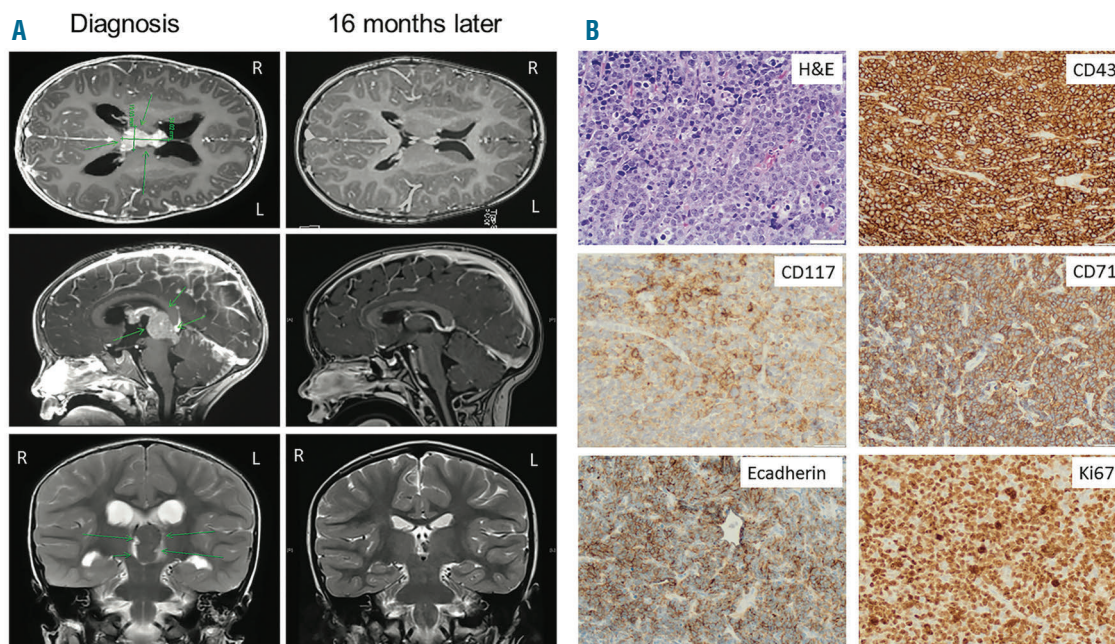 A
Diagnosis
16 months later
R
L
R
L
R
L
R
L
B
H&E
CD43
CD117
CD71
Ecadherin
Ki67